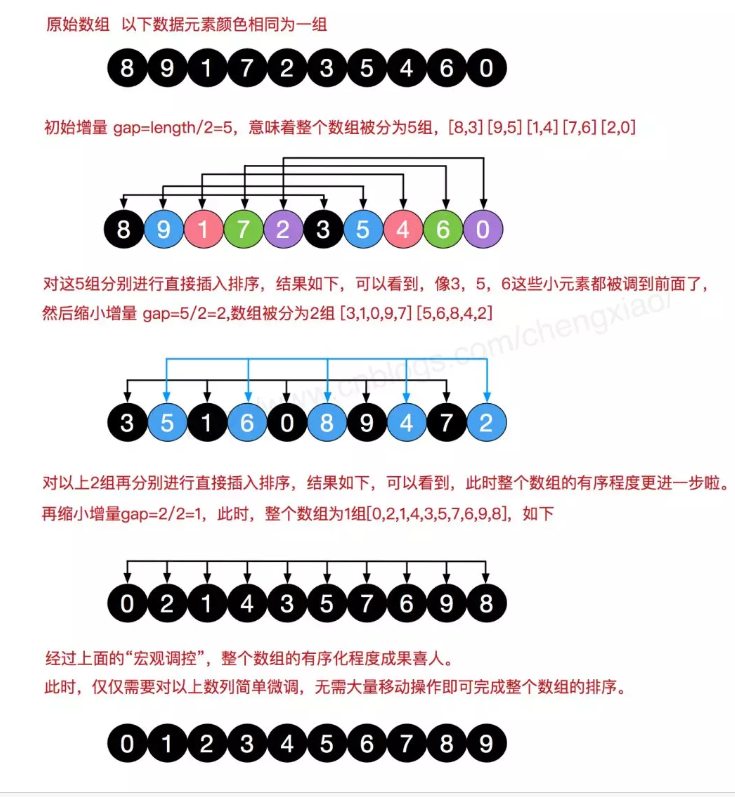 原始数组 以下数据元素颜色相同为一组
8 9 1 7 2 3 5 4 6 0
初始增量 gap=length/2=5，意味着整个数组被分为5组，[8,3] [9,5] [1,4] [7,6] [2,0]
8 9 1 7 2 3 5 4 6 0
对这5组分别进行直接插入排序，结果如下，可以看到，像3，5，6这些小元素都被调到前面了，
然后缩小增量 gap=5/2=2,数组被分为2组 [3,1,0,9,7] [5,6,8,4,2]
www.cnblogs.com/chengxiao/
3 5 1 6 0 8 9 4 7 2
对以上2组再分别进行直接插入排序，结果如下，可以看到，此时整个数组的有序程度更进一步啦。
再缩小增量gap=2/2=1，此时，整个数组为1组[0,2,1,4,3,5,7,6,9,8]，如下
0 2 1 4 3 5 7 6 9 8
经过上面的“宏观调控”，整个数组的有序化程度成果喜人。
此时，仅仅需要对以上数列简单微调，无需大量移动操作即可完成整个数组的排序。
0 1 2 3 4 5 6 7 8 9